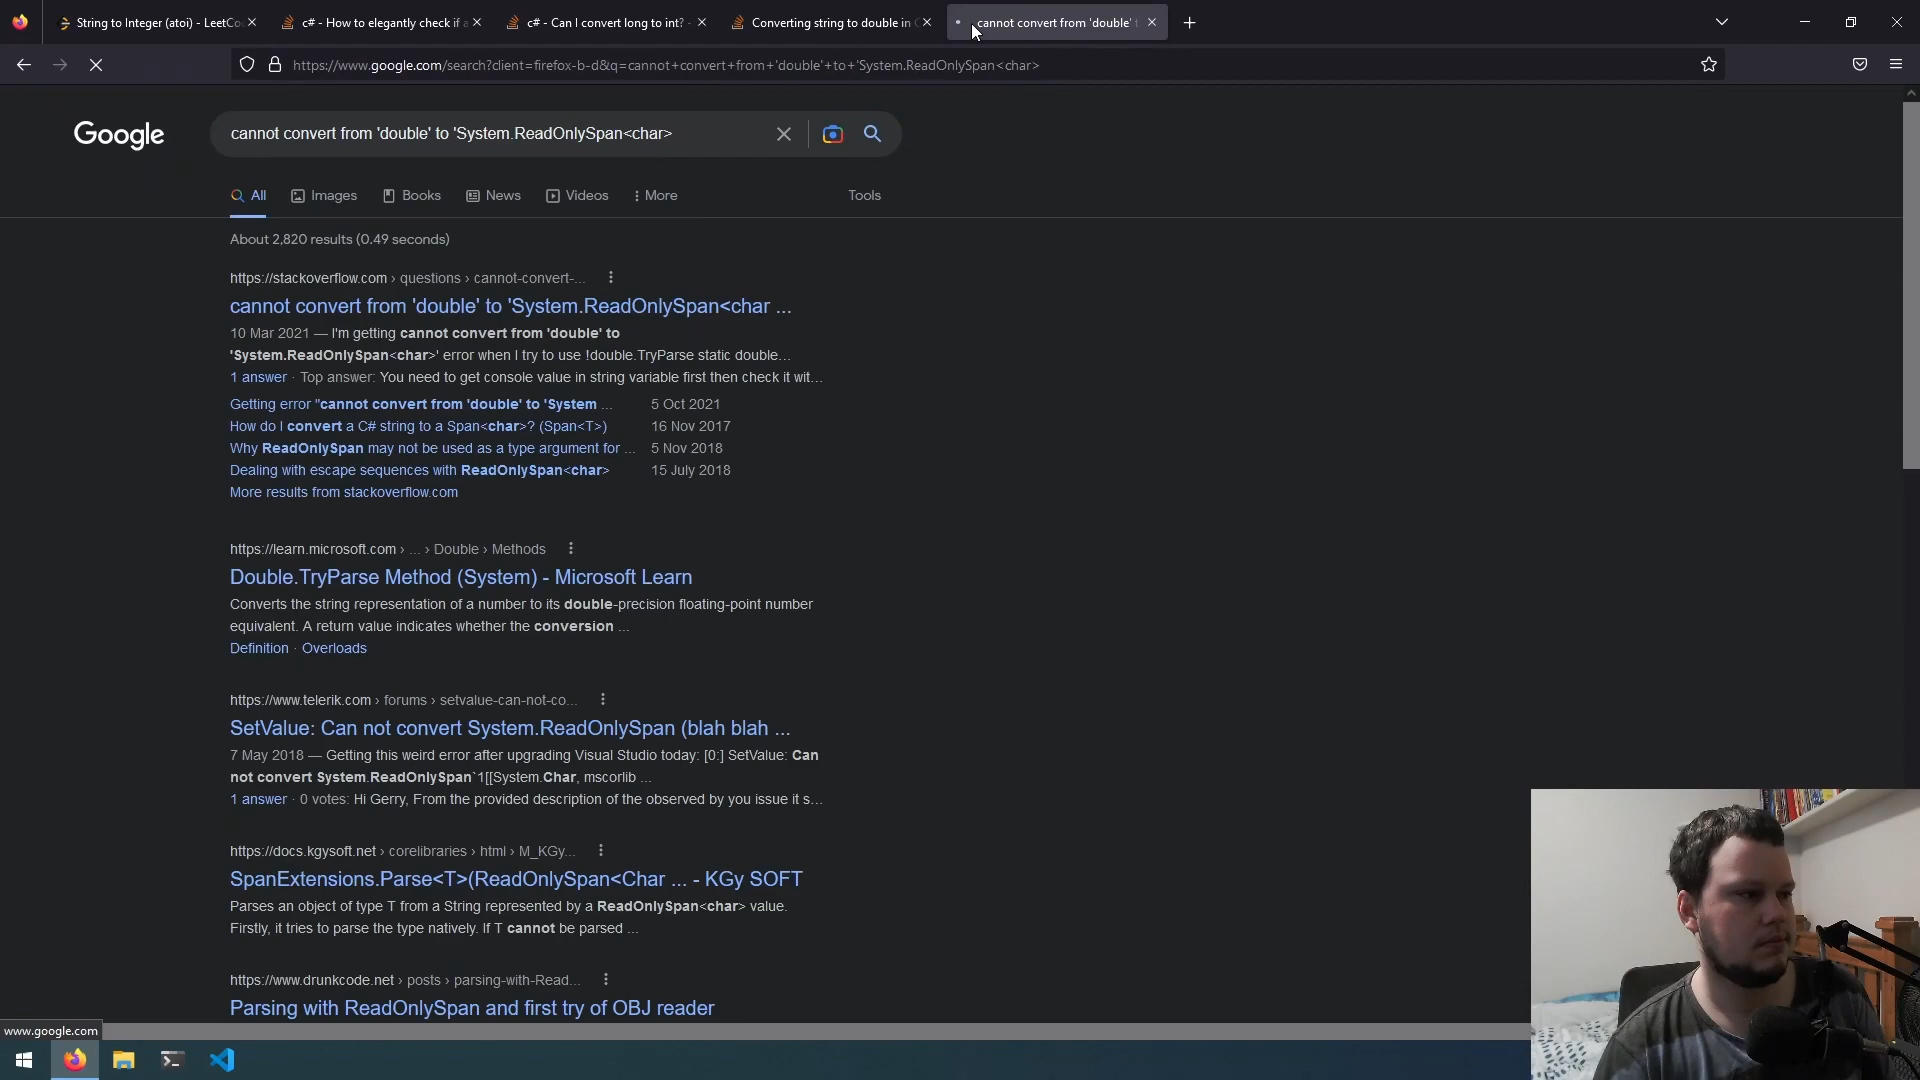 String to Integer (atoi) - LeetCo
c# - How to elegantly check if a
c# - Can I convert long to int? -
Converting string to double in C
cannot convert from 'double' t
https://www.google.com/search?client=firefox-b-d&q=cannot+convert+from+'double'+to+'System.ReadOnlySpan<char>
Google
cannot convert from 'double' to 'System.ReadOnlySpan<char>
All
Images
Books
News
Videos
More
Tools
About 2,820 results (0.49 seconds)
https://stackoverflow.com › questions › cannot-convert-...
cannot convert from 'double' to 'System.ReadOnlySpan<char ...
10 Mar 2021 — I'm getting cannot convert from 'double' to
'System.ReadOnlySpan<char>' error when I try to use !double.TryParse static double...
1 answer · Top answer: You need to get console value in string variable first then check it wit...
Getting error "cannot convert from 'double' to 'System ... 5 Oct 2021
How do I convert a C# string to a Span<char>? (Span<T>) 16 Nov 2017
Why ReadOnlySpan may not be used as a type argument for ... 5 Nov 2018
Dealing with escape sequences with ReadOnlySpan<char> 15 July 2018
More results from stackoverflow.com
https://learn.microsoft.com › ... › Double › Methods
Double.TryParse Method (System) - Microsoft Learn
Converts the string representation of a number to its double-precision floating-point number
equivalent. A return value indicates whether the conversion ...
Definition · Overloads
https://www.telerik.com › forums › setvalue-can-not-co...
SetValue: Can not convert System.ReadOnlySpan (blah blah ...
7 May 2018 — Getting this weird error after upgrading Visual Studio today: [0:] SetValue: Can
not convert System.ReadOnlySpan`1[[System.Char, mscorlib ...
1 answer · 0 votes: Hi Gerry, From the provided description of the observed by you issue it s...
https://docs.kgysoft.net › corelibraries › html › M_KGy...
SpanExtensions.Parse<T>(ReadOnlySpan<Char ... - KGy SOFT
Parses an object of type T from a String represented by a ReadOnlySpan<char> value.
Firstly, it tries to parse the type natively. If T cannot be parsed ...
https://www.drunkcode.net › posts › parsing-with-Read...
Parsing with ReadOnlySpan and first try of OBJ reader
www.google.com